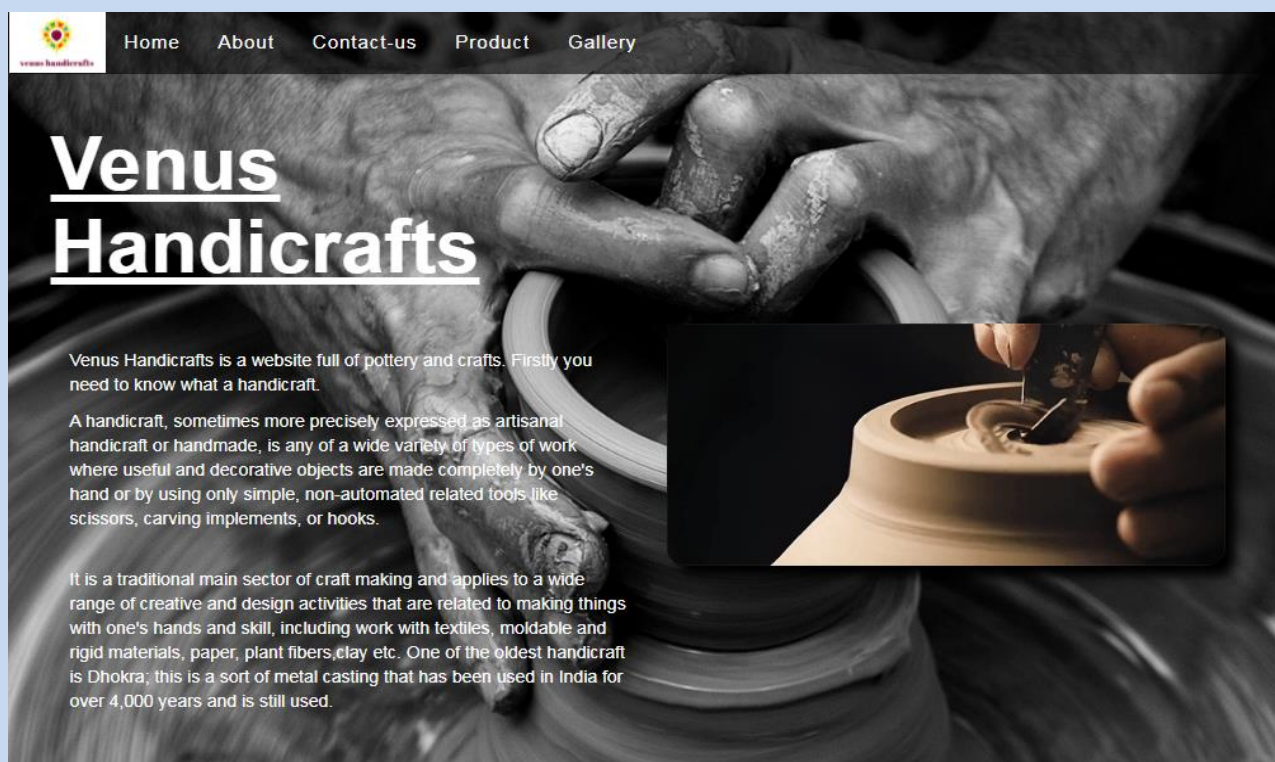 venus handicrafts
Home About Contact-us Product Gallery
Venus
Handicrafts
Venus Handicrafts is a website full of pottery and crafts. Firstly you
need to know what a handicraft.
A handicraft, sometimes more precisely expressed as artisanal
handicraft or handmade, is any of a wide variety of types of work
where useful and decorative objects are made completely by one's
hand or by using only simple, non-automated related tools like
scissors, carving implements, or hooks.
It is a traditional main sector of craft making and applies to a wide
range of creative and design activities that are related to making things
with one's hands and skill, including work with textiles, moldable and
rigid materials, paper, plant fibers,clay etc. One of the oldest handicraft
is Dhokra; this is a sort of metal casting that has been used in India for
over 4,000 years and is still used.